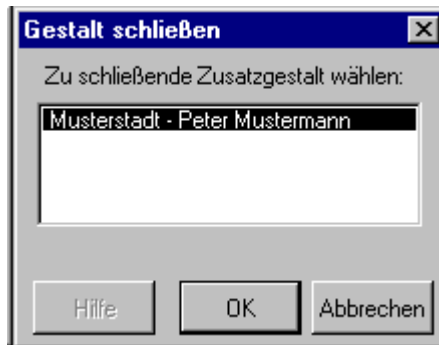 Gestalt schließen
Zu schließende Zusatzgestalt wählen:
Musterstadt - Peter Mustermann
Hilfe OK Abbrechen